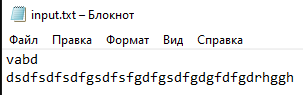 input.txt – Блокнот
Файл Правка Формат Вид Справка
vabd
dsdfsdfsdfgsdfsfgdfgsdfgdgfdfgdrhggh